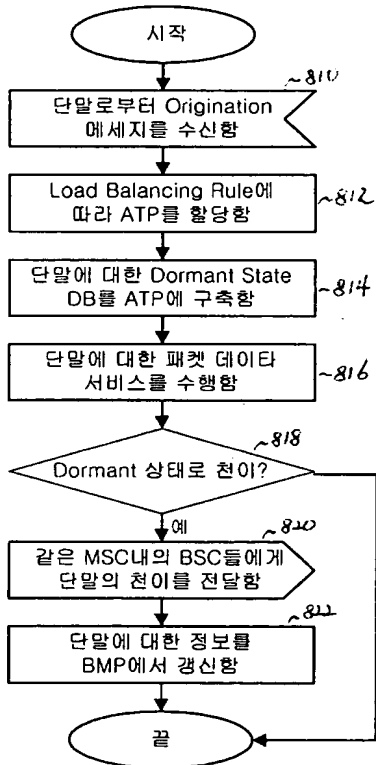 시작
~810
단말로부터 Origination
메세지를 수신함
Load Balancing Rule에
따라 ATP를 할당함
~812
단말에 대한 Dormant State
DB를 ATP에 구축함
~814
단말에 대한 패켓 데이타
서비스를 수행함
~816
~818
Dormant 상태로 천이?
예
~820
같은 MSC내의 BSC들에게
단말의 천이를 전달함
~822
단말에 대한 정보를
BMP에서 갱신함
끝